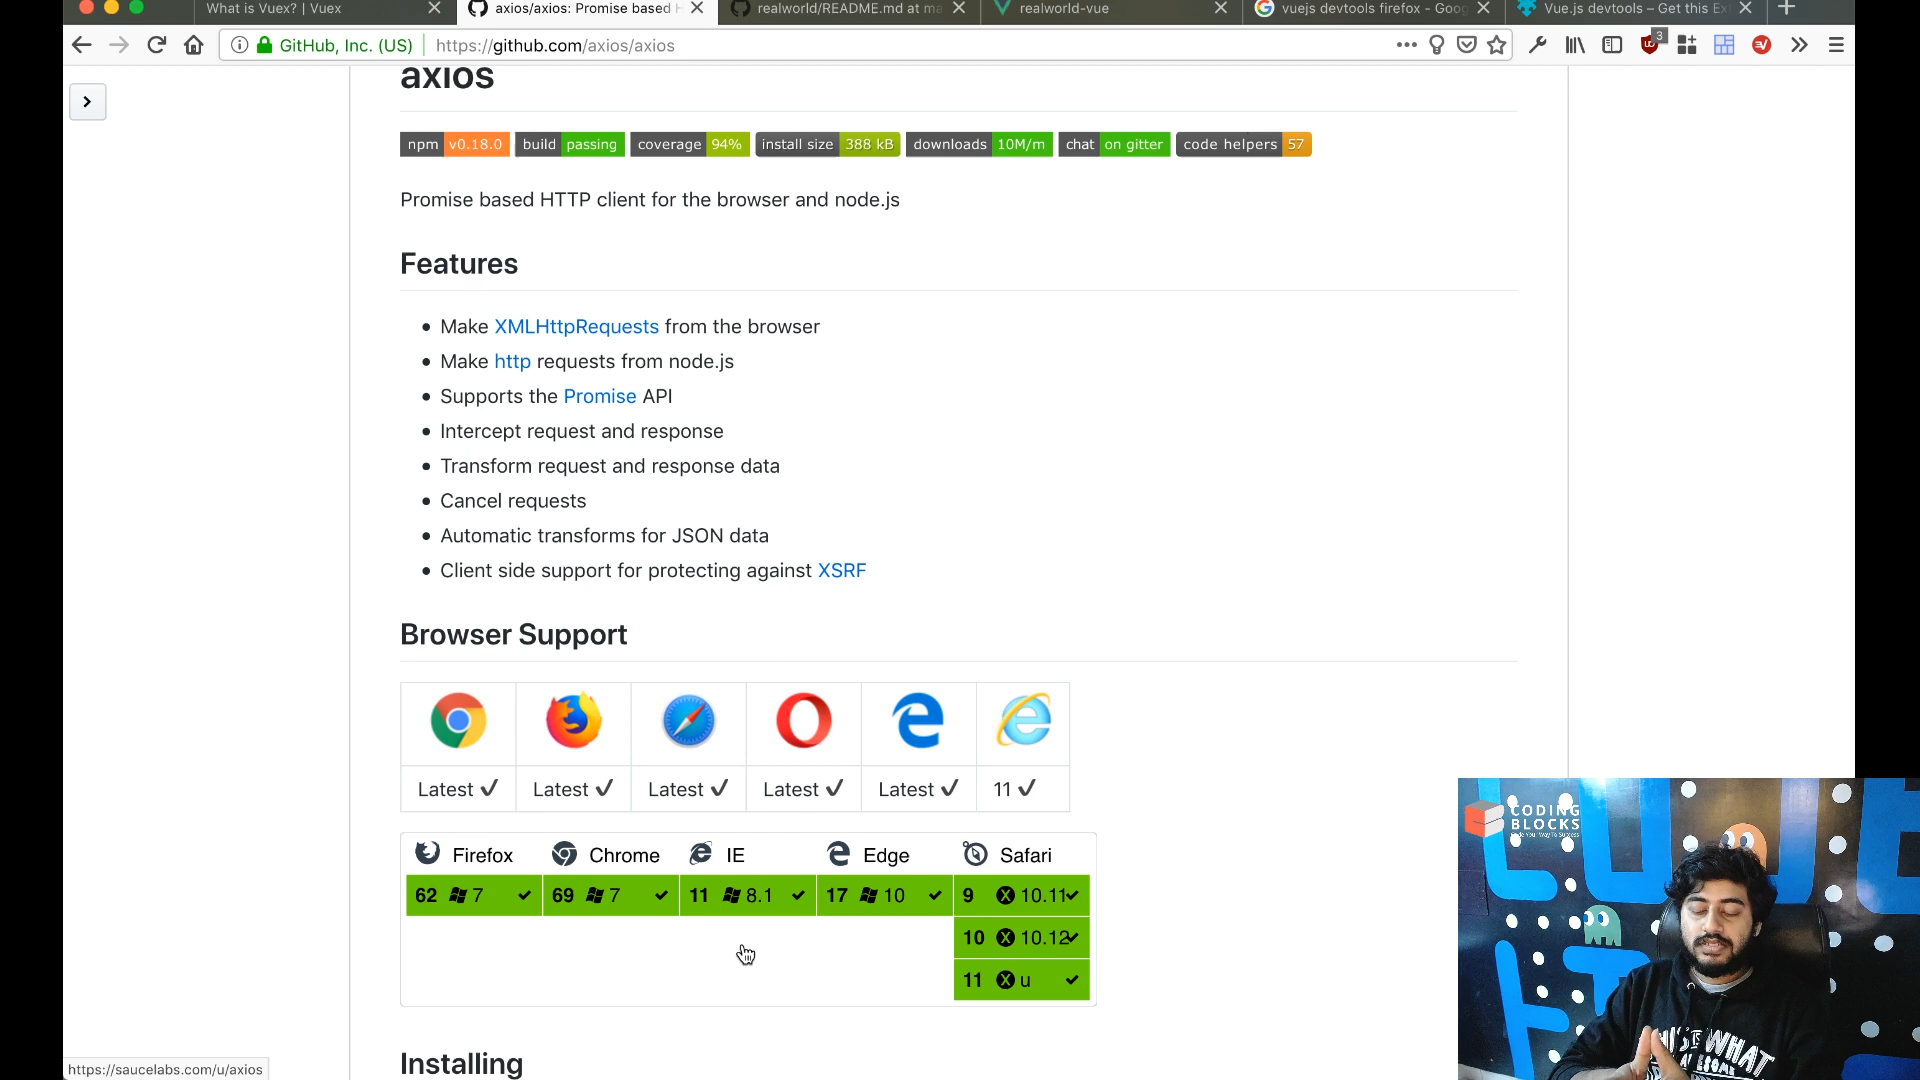 What is Vuex? | Vuex
axios/axios: Promise based H
realworld/README.md at ma
realworld-vue
vuejs devtools firefox - Goog
Vue.js devtools – Get this Ex
GitHub, Inc. (US)
https://github.com/axios/axios
3
axios
npm v0.18.0
build passing
coverage 94%
install size 388 kB
downloads 10M/m
chat on gitter
code helpers 57
Promise based HTTP client for the browser and node.js
Features
• Make XMLHttpRequests from the browser
• Make http requests from node.js
• Supports the Promise API
• Intercept request and response
• Transform request and response data
• Cancel requests
• Automatic transforms for JSON data
• Client side support for protecting against XSRF
Browser Support
Latest ✔ Latest ✔ Latest ✔ Latest ✔ Latest ✔ 11 ✔
Firefox Chrome IE Edge Safari
62 7 ✔ 69 7 ✔ 11 8.1 ✔ 17 10 ✔ 9 X 10.11 ✔
10 X 10.12 ✔
11 X u ✔
Installing
https://saucelabs.com/u/axios
CODING
BLOCKS
Code Your Way To Success
WHAT